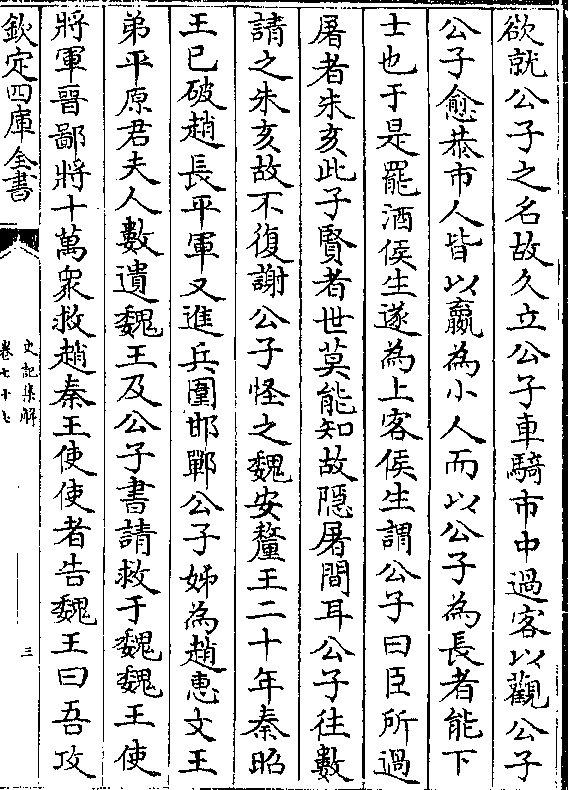 欲就公子之名故久立公子車騎市中過客以觀公子
公子愈恭市人皆以嬴為小人而以公子為長者能下
士也于是罷酒侯生遂為上客侯生謂公子曰臣所過
屠者朱亥此子賢者世莫能知故隱屠間耳公子往數
請之朱亥故不復謝公子怪之魏安釐王二十年秦昭
王已破趙長平軍又進兵圍邯鄲公子姊為趙惠文王
弟平原君夫人數遺魏王及公子書請救于魏魏王使
將軍晉鄙將十萬衆救趙秦王使使者告魏王曰吾攻
欽定四庫全書
史記集解
卷七十七
三